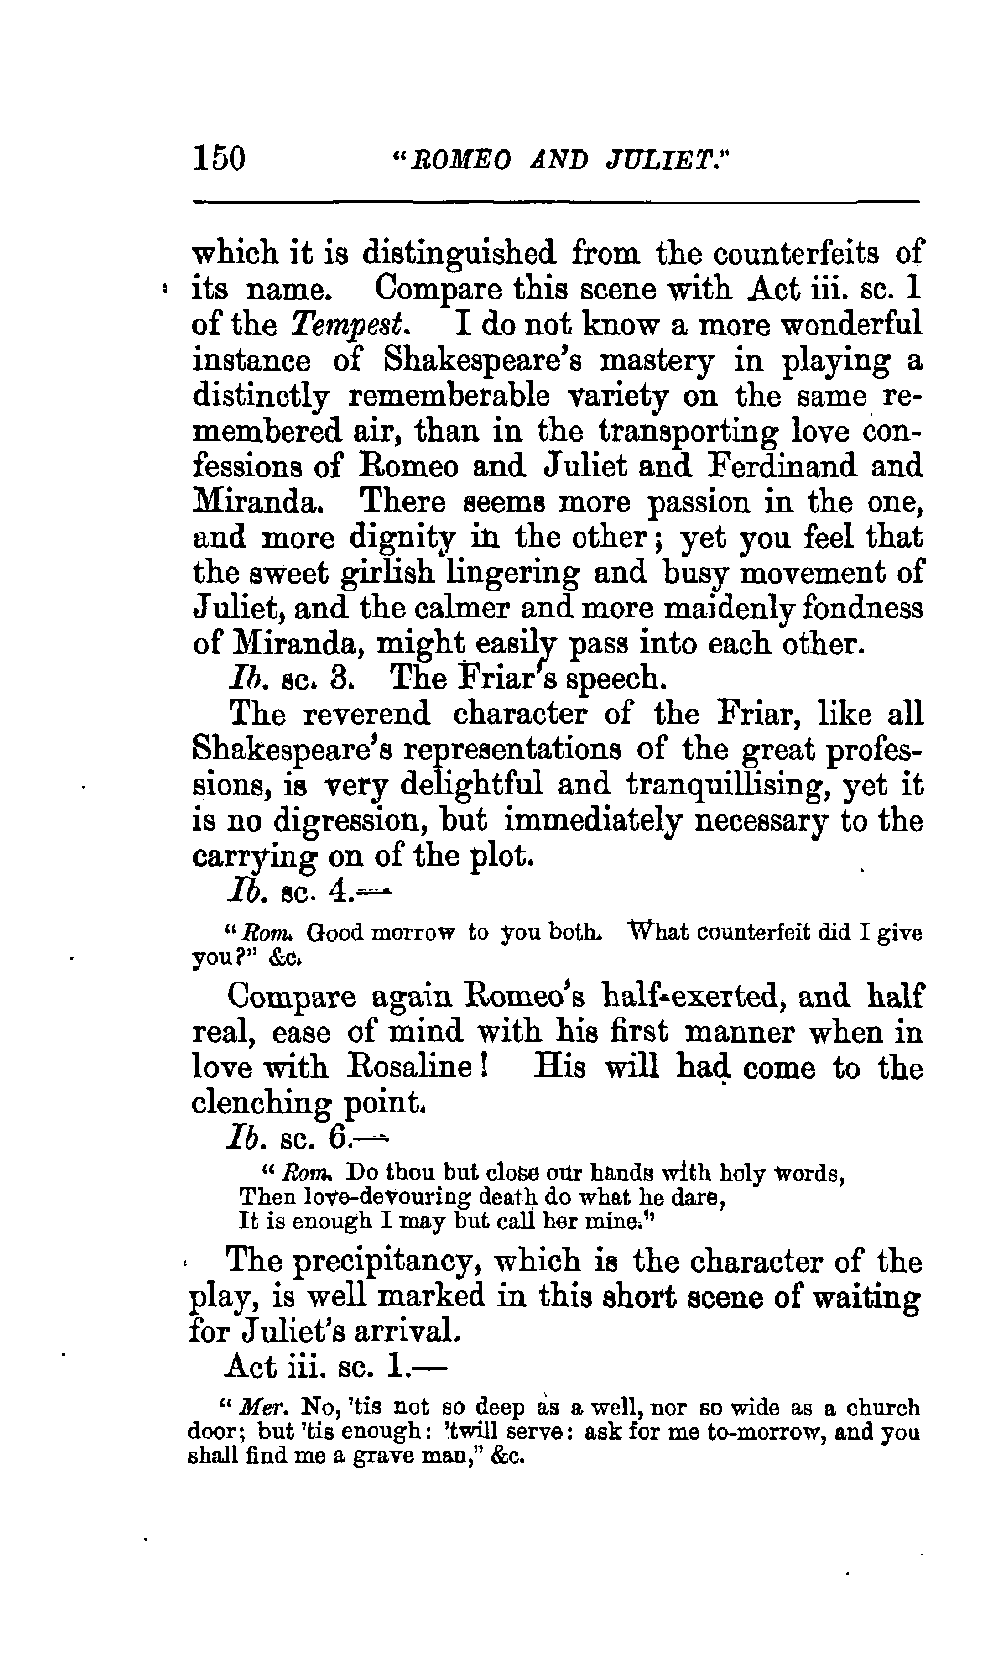 150 "ROMEO AND JULIET."
which it is distinguished from the counterfeits of
its name. Compare this scene with Act iii. sc. 1
of the Tempest. I do not know a more wonderful
instance of Shakespeare's mastery in playing a
distinctly rememberable variety on the same re-
membered air, than in the transporting love con-
fessions of Romeo and Juliet and Ferdinand and
Miranda. There seems more passion in the one,
and more dignity in the other; yet you feel that
the sweet girlish lingering and busy movement of
Juliet, and the calmer and more maidenly fondness
of Miranda, might easily pass into each other.
Ib. sc. 3. The Friar's speech.
The reverend character of the Friar, like all
Shakespeare's representations of the great profes-
sions, is very delightful and tranquillising, yet it
is no digression, but immediately necessary to the
carrying on of the plot.
Ib. sc. 4.—
"Rom. Good morrow to you both. What counterfeit did I give
you?" &c.
Compare again Romeo's half-exerted, and half
real, ease of mind with his first manner when in
love with Rosaline! His will had come to the
clenching point.
Ib. sc. 6.—
"Rom. Do thou but close our hands with holy words,
Then love-devouring death do what he dare,
It is enough I may but call her mine."
The precipitancy, which is the character of the
play, is well marked in this short scene of waiting
for Juliet's arrival.
Act iii. sc. 1.—
"Mer. No, 'tis not so deep as a well, nor so wide as a church
door; but 'tis enough: 'twill serve: ask for me to-morrow, and you
shall find me a grave man," &c.